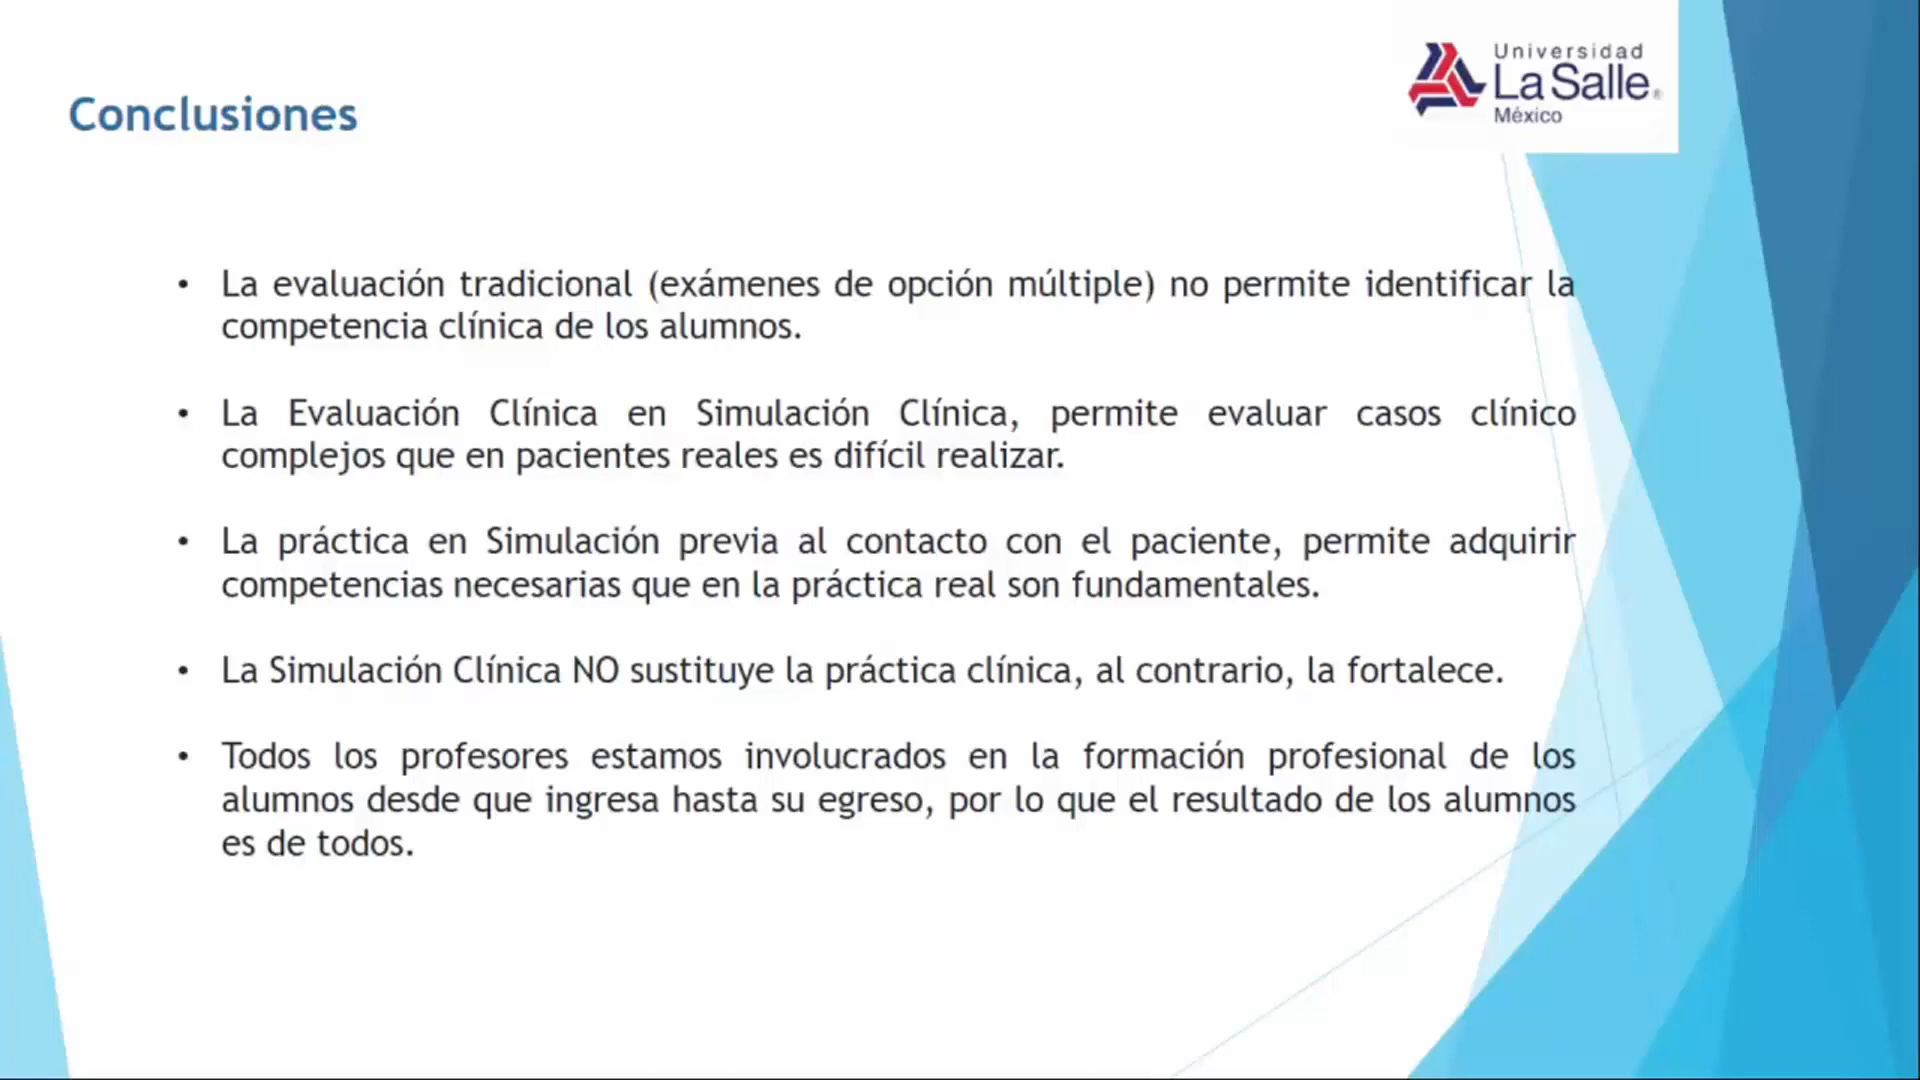 Universidad
La Salle®
México
Conclusiones
• La evaluación tradicional (exámenes de opción múltiple) no permite identificar la
competencia clínica de los alumnos.
• La Evaluación Clínica en Simulación Clínica, permite evaluar casos clínico
complejos que en pacientes reales es difícil realizar.
• La práctica en Simulación previa al contacto con el paciente, permite adquirir
competencias necesarias que en la práctica real son fundamentales.
• La Simulación Clínica NO sustituye la práctica clínica, al contrario, la fortalece.
• Todos los profesores estamos involucrados en la formación profesional de los
alumnos desde que ingresa hasta su egreso, por lo que el resultado de los alumnos
es de todos.